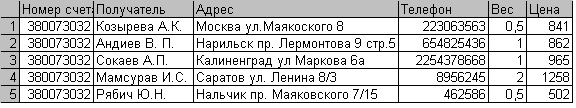 Номер счета Получатель Адрес Телефон Вес Цена
1 380073032 Козырева А.К. Москва ул.Маякоского 8 223063563 0,5 841
2 380073032 Андиев В. П. Нарильск пр. Лермонтова 9 стр.5 654825436 1 862
3 380073032 Сокаев А.П. Калиненград ул Маркова 6а 2254378668 1 965
4 380073032 Мамсурав И.С. Саратов ул. Ленина 8/3 8956245 2 1258
5 380073032 Рябич Ю.Н. Нальчик пр. Маяковского 7/15 462586 0,5 502